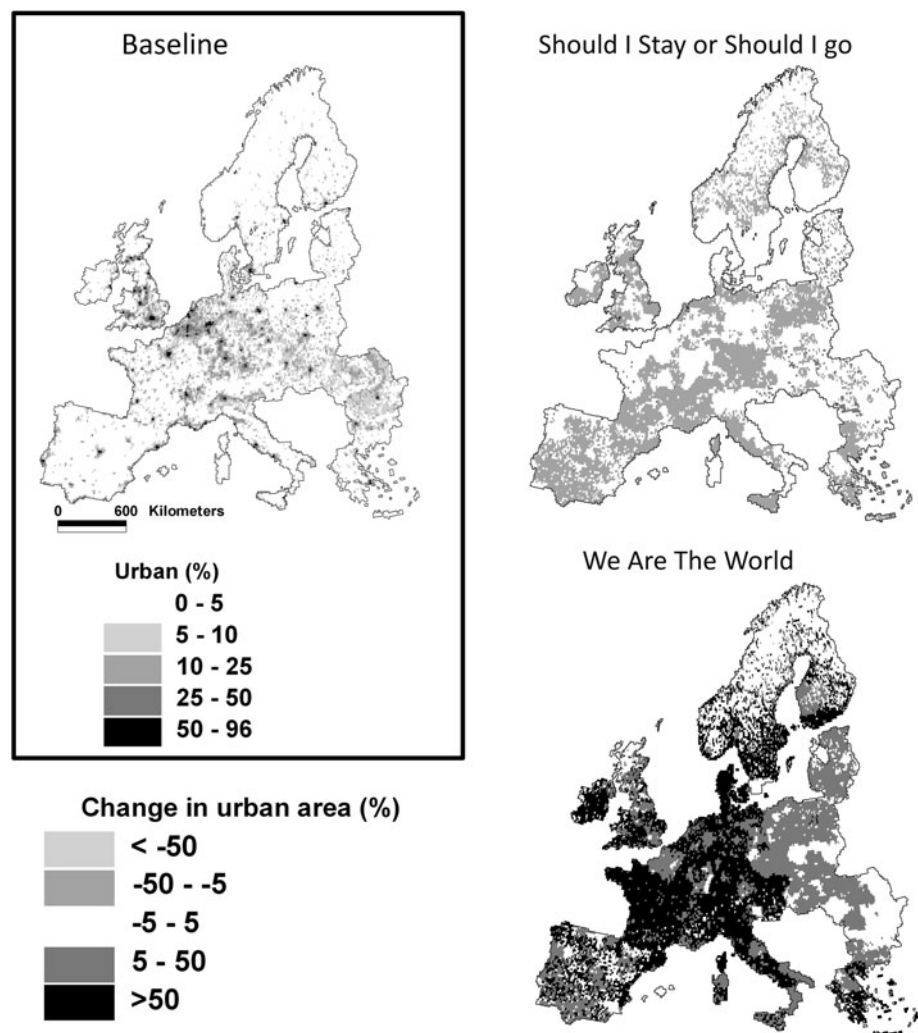 Baseline
0 600 Kilometers
Urban (%)
0 - 5
5 - 10
10 - 25
25 - 50
50 - 96
Change in urban area (%)
< -50
-50 - -5
-5 - 5
5 - 50
>50
Should I Stay or Should I go
We Are The World